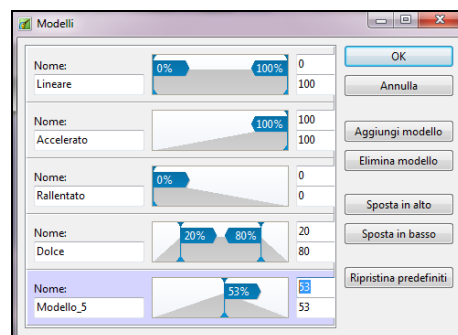 Modelli
Nome:
Lineare
0% 100%
0
100
OK
Annulla
Nome:
Accelerato
100%
100
100
Aggiungi modello
Elimina modello
Nome:
Rallentato
0%
0
0
Sposta in alto
Nome:
Dolce
20% 80%
20
80
Sposta in basso
Nome:
Modello_5
53%
53
53
Ripristina predefiniti